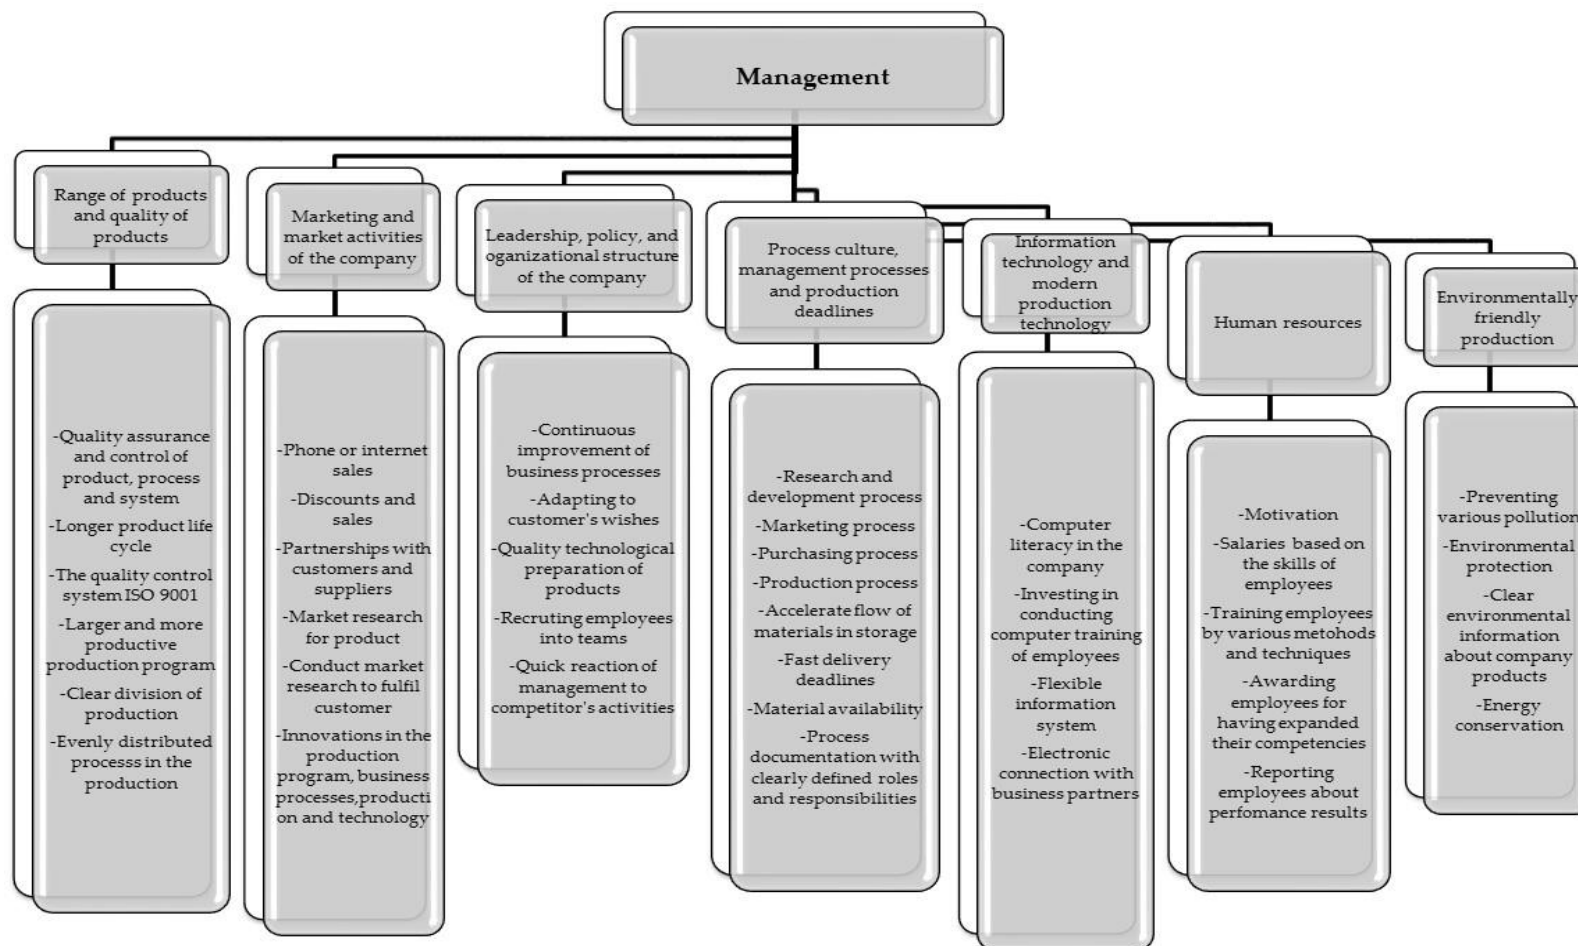 Management
Range of products
and quality of
products
Marketing and
market activities
of the company
Leadership, policy, and
oganizational structure
of the company
Process culture,
management processes
and production
deadlines
Information
technology and
modern
production
technology
Human resources
Environmentally
friendly
production
-Quality assurance
and control of
product, process
and system
-Longer product life
cycle
-The quality control
system ISO 9001
-Larger and more
productive
production program
-Clear division of
production
-Evenly distributed
processs in the
production
-Phone or internet
sales
-Discounts and
sales
-Partnerships with
customers and
suppliers
-Market research
for product
-Conduct market
research to fulfil
customer
-Innovations in the
production
program, business
processes,producti
on and technology
-Continuous
improvement of
business processes
-Adapting to
customer's wishes
-Quality technological
preparation of
products
-Recruting employees
into teams
-Quick reaction of
management to
competitor's activities
-Research and
development process
-Marketing process
-Purchasing process
-Production process
-Accelerate flow of
materials in storage
-Fast delivery
deadlines
-Material availability
-Process
documentation with
clearly defined roles
and responsibilities
-Computer
literacy in the
company
-Investing in
conducting
computer training
of employees
-Flexible
information
system
-Electronic
connection with
business partners
-Motivation
-Salaries based on
the skills of
employees
-Training employees
by various metohods
and techniques
-Awarding
employees for
having expanded
their competencies
-Reporting
employees about
perfomance results
-Preventing
various pollution
-Environmental
protection
-Clear
environmental
information
about company
products
-Energy
conservation